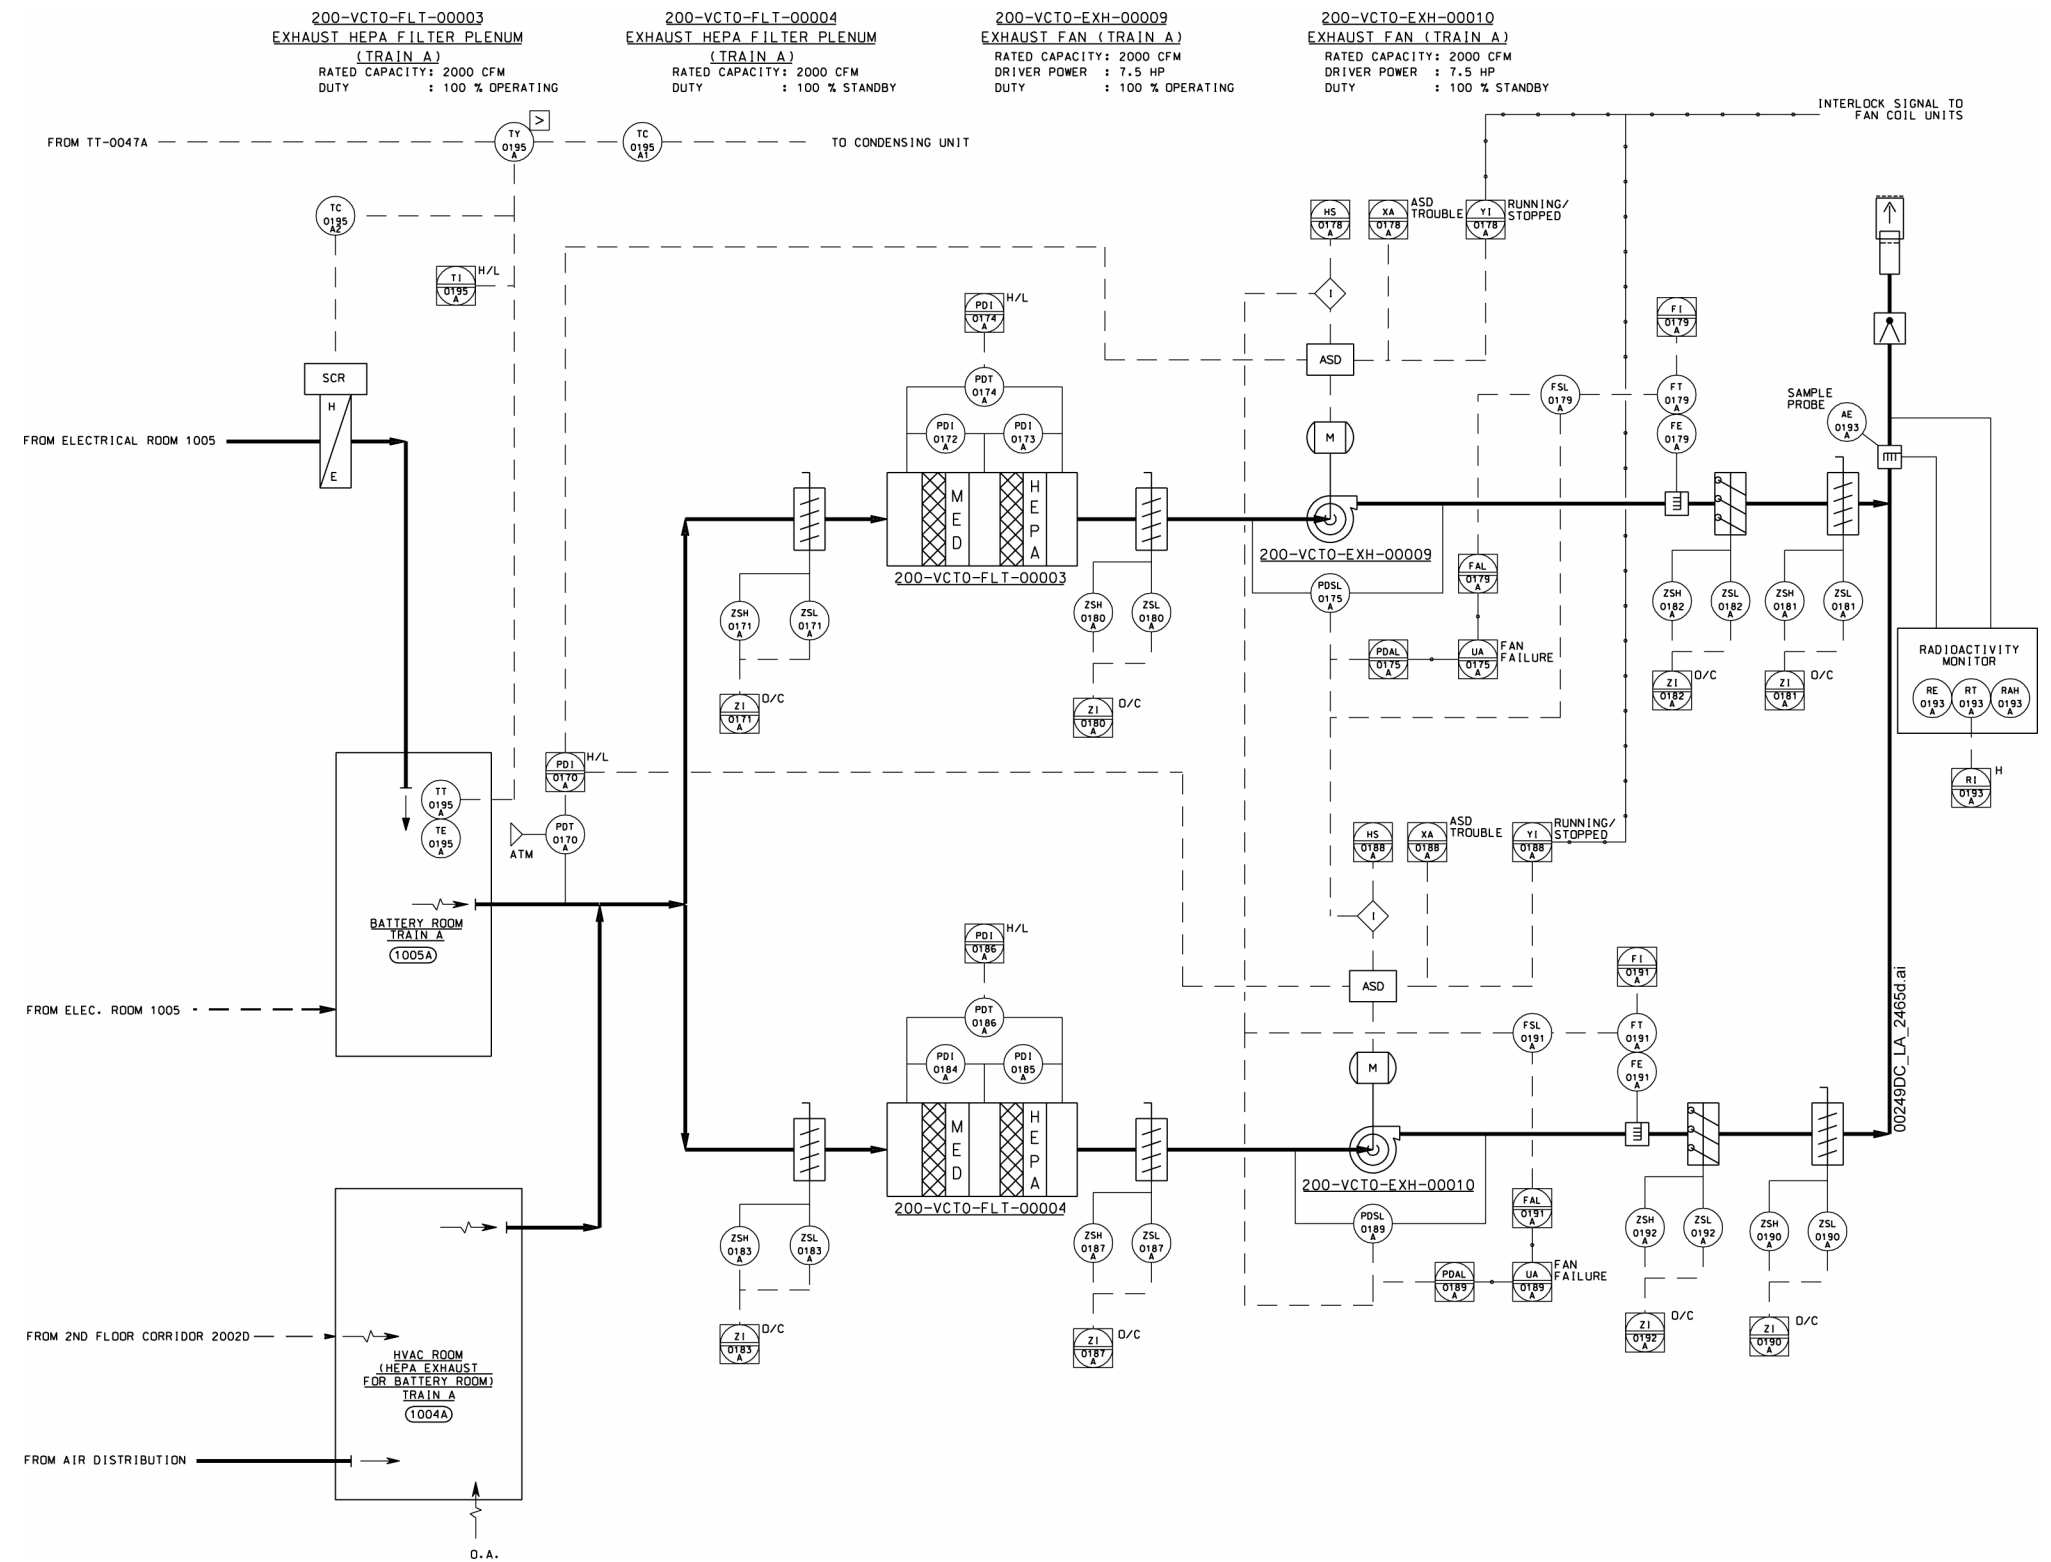 200-VCT0-FLT-00003
EXHAUST HEPA FILTER PLENUM
(TRAIN A)
RATED CAPACITY: 2000 CFM
DUTY : 100 % OPERATING
200-VCT0-FLT-00004
EXHAUST HEPA FILTER PLENUM
(TRAIN A)
RATED CAPACITY: 2000 CFM
DUTY : 100 % STANDBY
200-VCT0-EXH-00009
EXHAUST FAN (TRAIN A)
RATED CAPACITY: 2000 CFM
DRIVER POWER : 7.5 HP
DUTY : 100 % OPERATING
200-VCT0-EXH-00010
EXHAUST FAN (TRAIN A)
RATED CAPACITY: 2000 CFM
DRIVER POWER : 7.5 HP
DUTY : 100 % STANDBY
INTERLOCK SIGNAL TO
FAN COIL UNITS
FROM TT-0047A
TY
0195
A
>
TC
0195
A1
TO CONDENSING UNIT
TC
0195
A2
TI
0195
A
H/L
HS
0178
A
XA
0178
A
ASD
TROUBLE
YI
0178
A
RUNNING/
STOPPED
I
PDI
0174
A
H/L
FI
0179
A
SCR
H
E
ASD
PDT
0174
A
FSL
0179
A
FT
0179
A
FE
0179
A
SAMPLE
PROBE
AE
0193
A
FROM ELECTRICAL ROOM 1005
PDI
0172
A
PDI
0173
A
M
MED
HEPA
200-VCT0-FLT-00003
200-VCT0-EXH-00009
ZSH
0171
A
ZSL
0171
A
ZI
0171
A
O/C
ZSH
0180
A
ZSL
0180
A
ZI
0180
A
O/C
PDSL
0175
A
FAL
0179
A
PDAL
0175
A
UA
0175
A
FAN
FAILURE
ZSH
0182
A
ZSL
0182
A
ZI
0182
A
O/C
ZSH
0181
A
ZSL
0181
A
ZI
0181
A
O/C
RADIOACTIVITY
MONITOR
RE
0193
A
RT
0193
A
RAH
0193
A
RI
0193
A
H
PDI
0170
A
H/L
PDT
0170
A
ATM
TT
0195
A
TE
0195
A
BATTERY ROOM
TRAIN A
1005A
HS
0188
A
XA
0188
A
ASD
TROUBLE
YI
0188
A
RUNNING/
STOPPED
I
PDI
0186
A
H/L
FI
0191
A
ASD
FROM ELEC. ROOM 1005
PDT
0186
A
FSL
0191
A
FT
0191
A
FE
0191
A
PDI
0184
A
PDI
0185
A
M
00249DC_LA_2465d.ai
MED
HEPA
200-VCT0-FLT-00004
200-VCT0-EXH-00010
ZSH
0183
A
ZSL
0183
A
ZI
0183
A
O/C
ZSH
0187
A
ZSL
0187
A
ZI
0187
A
O/C
PDSL
0189
A
FAL
0191
A
PDAL
0189
A
UA
0189
A
FAN
FAILURE
ZSH
0192
A
ZSL
0192
A
ZI
0192
A
O/C
ZSH
0190
A
ZSL
0190
A
ZI
0190
A
O/C
FROM 2ND FLOOR CORRIDOR 2002D
HVAC ROOM
(HEPA EXHAUST
FOR BATTERY ROOM)
TRAIN A
1004A
FROM AIR DISTRIBUTION
O.A.